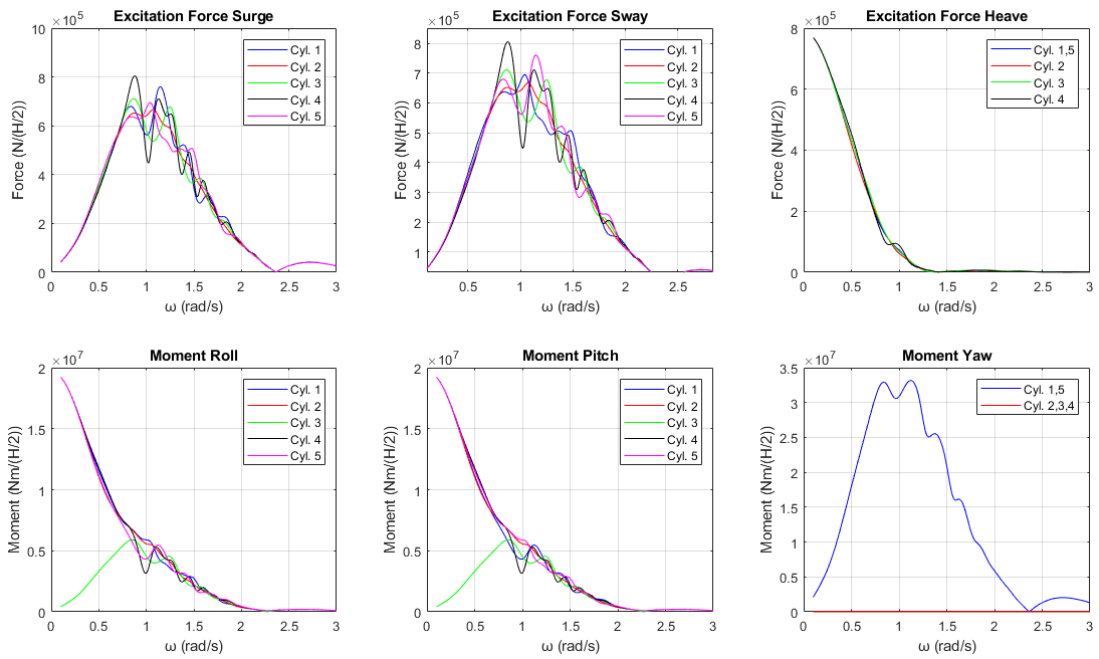 Excitation Force Surge
×10^5
Force (N/(H/2))
10
8
6
4
2
0
0 0.5 1 1.5 2 2.5 3
ω (rad/s)
Cyl. 1
Cyl. 2
Cyl. 3
Cyl. 4
Cyl. 5
Excitation Force Sway
×10^5
Force (N/(H/2))
8
7
6
5
4
3
2
1
0 0.5 1 1.5 2 2.5
ω (rad/s)
Cyl. 1
Cyl. 2
Cyl. 3
Cyl. 4
Cyl. 5
Excitation Force Heave
×10^5
Force (N/(H/2))
8
6
4
2
0
0 0.5 1 1.5 2 2.5 3
ω (rad/s)
Cyl. 1,5
Cyl. 2
Cyl. 3
Cyl. 4
Moment Roll
×10^7
Moment (Nm/(H/2))
2
1.5
1
0.5
0
0 0.5 1 1.5 2 2.5 3
ω (rad/s)
Cyl. 1
Cyl. 2
Cyl. 3
Cyl. 4
Cyl. 5
Moment Pitch
×10^7
Moment (Nm/(H/2))
2
1.5
1
0.5
0
0 0.5 1 1.5 2 2.5 3
ω (rad/s)
Cyl. 1
Cyl. 2
Cyl. 3
Cyl. 4
Cyl. 5
Moment Yaw
×10^7
Moment (Nm/(H/2))
3.5
3
2.5
2
1.5
1
0.5
0
0 0.5 1 1.5 2 2.5 3
ω (rad/s)
Cyl. 1,5
Cyl. 2,3,4